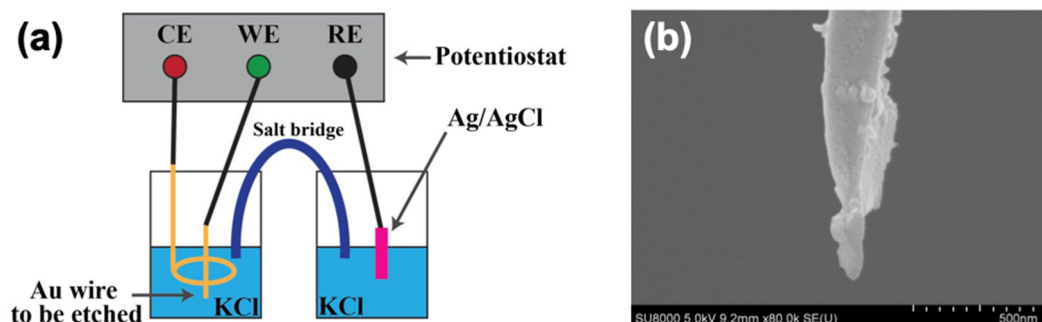 (a)
CE WE RE
Potentiostat
Salt bridge
Ag/AgCl
Au wire
to be etched
KCl
KCl
(b)
SU8000 5.0kV 9.2mm x80.0k SE(U)
500nm